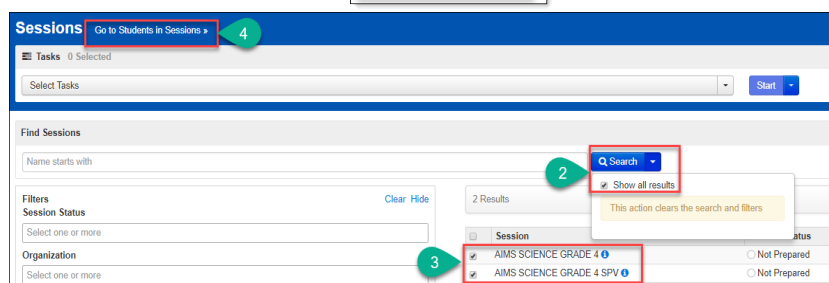 Sessions Go to Students in Sessions »
4
Tasks 0 Selected
Select Tasks
Start
Find Sessions
Name starts with
Search
2
Show all results
This action clears the search and filters
Filters
Clear Hide
2 Results
Session Status
Select one or more
Session
Organization
3
AIMS SCIENCE GRADE 4
Not Prepared
Select one or more
AIMS SCIENCE GRADE 4 SPV
Not Prepared